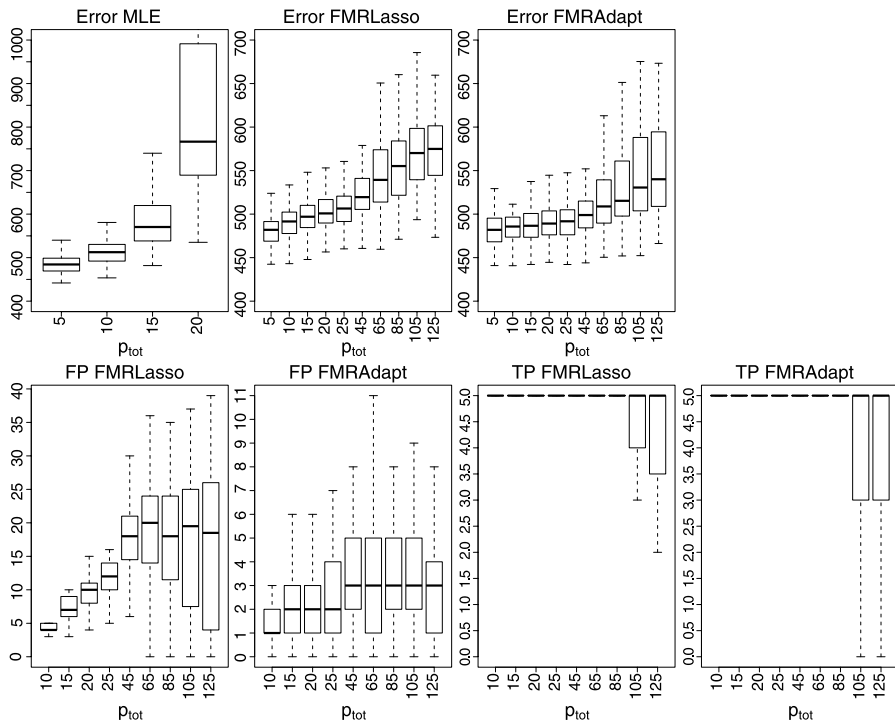 Error MLE
Error FMRLasso
Error FMRAdapt
400 500 600 700 800 900 1000
5 10 15 20
p_tot
400 450 500 550 600 650 700
5 10 15 20 25 45 65 85 105 125
p_tot
400 450 500 550 600 650 700
5 10 15 20 25 45 65 85 105 125
p_tot
FP FMRLasso
FP FMRAdapt
TP FMRLasso
TP FMRAdapt
0 5 10 15 20 25 30 35 40
10 15 20 25 45 65 85 105 125
p_tot
0 1 2 3 4 5 6 7 8 9 10 11
10 15 20 25 45 65 85 105 125
p_tot
0.0 0.5 1.0 1.5 2.0 2.5 3.0 3.5 4.0 4.5 5.0
10 15 20 25 45 65 85 105 125
p_tot
0.0 0.5 1.0 1.5 2.0 2.5 3.0 3.5 4.0 4.5 5.0
10 15 20 25 45 65 85 105 125
p_tot